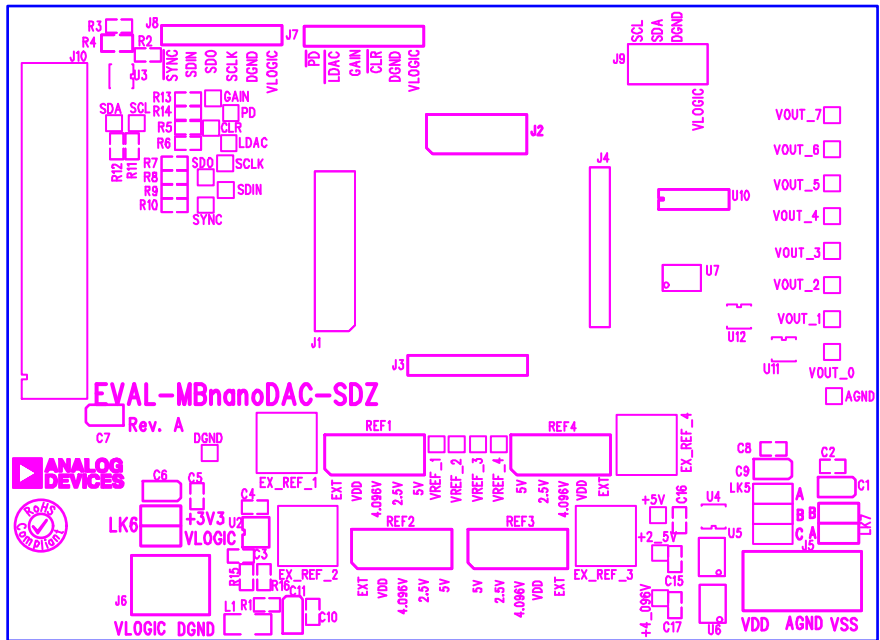 R3
R4
R2
J10
U3
J8
J7
SYNC
SDIN
SDO
SCLK
DGND
VLOGIC
PD
LDAC
GAIN
CLR
DGND
VLOGIC
SCL
SDA
DGND
J9
VLOGIC
R13
GAIN
R14
PD
R5
CLR
R6
LDAC
SDA
SCL
R12
R11
R7
SDO
SCLK
R8
R9
SDIN
R10
SYNC
J2
J4
J1
J3
U10
U7
U12
U11
VOUT_7
VOUT_6
VOUT_5
VOUT_4
VOUT_3
VOUT_2
VOUT_1
VOUT_0
AGND
EVAL-MBnanoDAC-SDZ
Rev. A
C7
DGND
ANALOG
DEVICES
RoHS
Compliant
C6
C5
LK6
+3V3
VLOGIC
U2
C4
C3
R15
R16
J6
VLOGIC DGND
L1
R1
C11
C10
EX_REF_1
REF1
EXT
VDD
4.096V
2.5V
5V
VREF_1
VREF_2
VREF_3
VREF_4
REF4
5V
2.5V
4.096V
VDD
EXT
EX_REF_4
EX_REF_2
REF2
EXT
VDD
4.096V
2.5V
5V
REF3
5V
2.5V
4.096V
VDD
EXT
EX_REF_3
+5V
C16
U4
+2_5V
U5
C15
+4_096V
C17
U6
C8
C9
C2
C1
LK5
A
B
C
B
A
LK7
J5
VDD AGND VSS